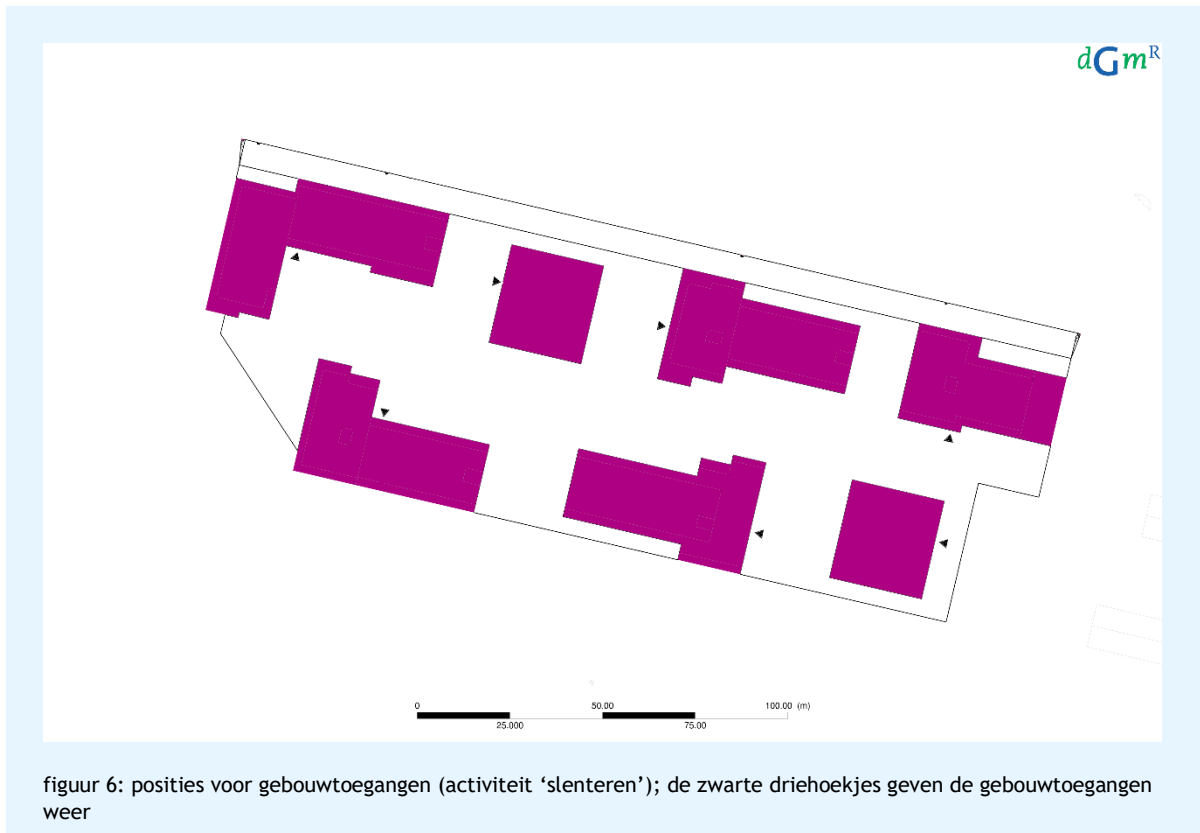 dGmR
0 50.00 100.00 (m)
25.000 75.00
figuur 6: posities voor gebouwtoegangen (activiteit ‘slenteren’); de zwarte driehoekjes geven de gebouwtoegangen
weer